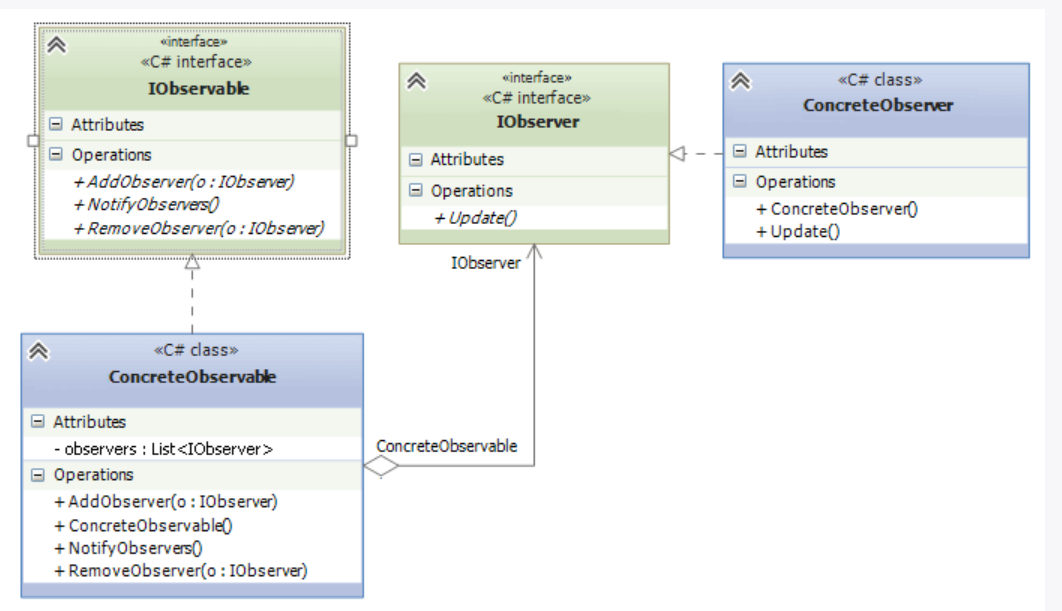 «interface»
«C# interface»
IObservable
Attributes
Operations
+ AddObserver(o : IObserver)
+ NotifyObservers()
+ RemoveObserver(o : IObserver)
«interface»
«C# interface»
IObserver
Attributes
Operations
+ Update()
«C# class»
ConcreteObserver
Attributes
Operations
+ ConcreteObserver()
+ Update()
IObserver
«C# class»
ConcreteObservable
Attributes
- observers : List<IObserver>
Operations
+ AddObserver(o : IObserver)
+ ConcreteObservable()
+ NotifyObservers()
+ RemoveObserver(o : IObserver)
ConcreteObservable